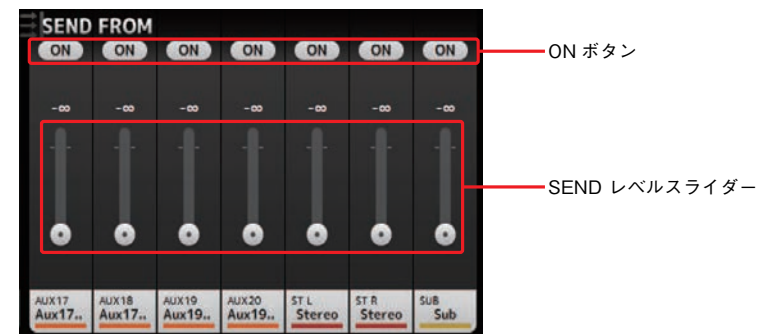 SEND FROM
ON ON ON ON ON ON ON
ON ボタン
-∞ -∞ -∞ -∞ -∞ -∞ -∞
SEND レベルスライダー
AUX17 AUX18 AUX19 AUX20 ST L ST R SUB
Aux17.. Aux17.. Aux19.. Aux19.. Stereo Stereo Sub